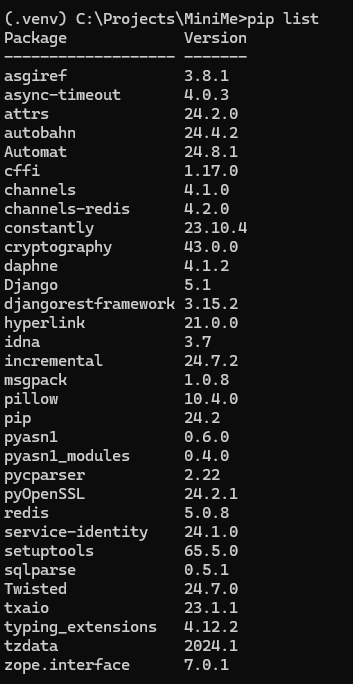 (.venv) C:\Projects\MiniMe>pip list
Package             Version
------------------- -------
asgiref             3.8.1
async-timeout       4.0.3
attrs               24.2.0
autobahn            24.4.2
Automat             24.8.1
cffi                1.17.0
channels            4.1.0
channels-redis      4.2.0
constantly          23.10.4
cryptography        43.0.0
daphne              4.1.2
Django              5.1
djangorestframework 3.15.2
hyperlink           21.0.0
idna                3.7
incremental         24.7.2
msgpack             1.0.8
pillow              10.4.0
pip                 24.2
pyasn1              0.6.0
pyasn1_modules      0.4.0
pycparser           2.22
pyOpenSSL           24.2.1
redis               5.0.8
service-identity    24.1.0
setuptools          65.5.0
sqlparse            0.5.1
Twisted             24.7.0
txaio               23.1.1
typing_extensions   4.12.2
tzdata              2024.1
zope.interface      7.0.1